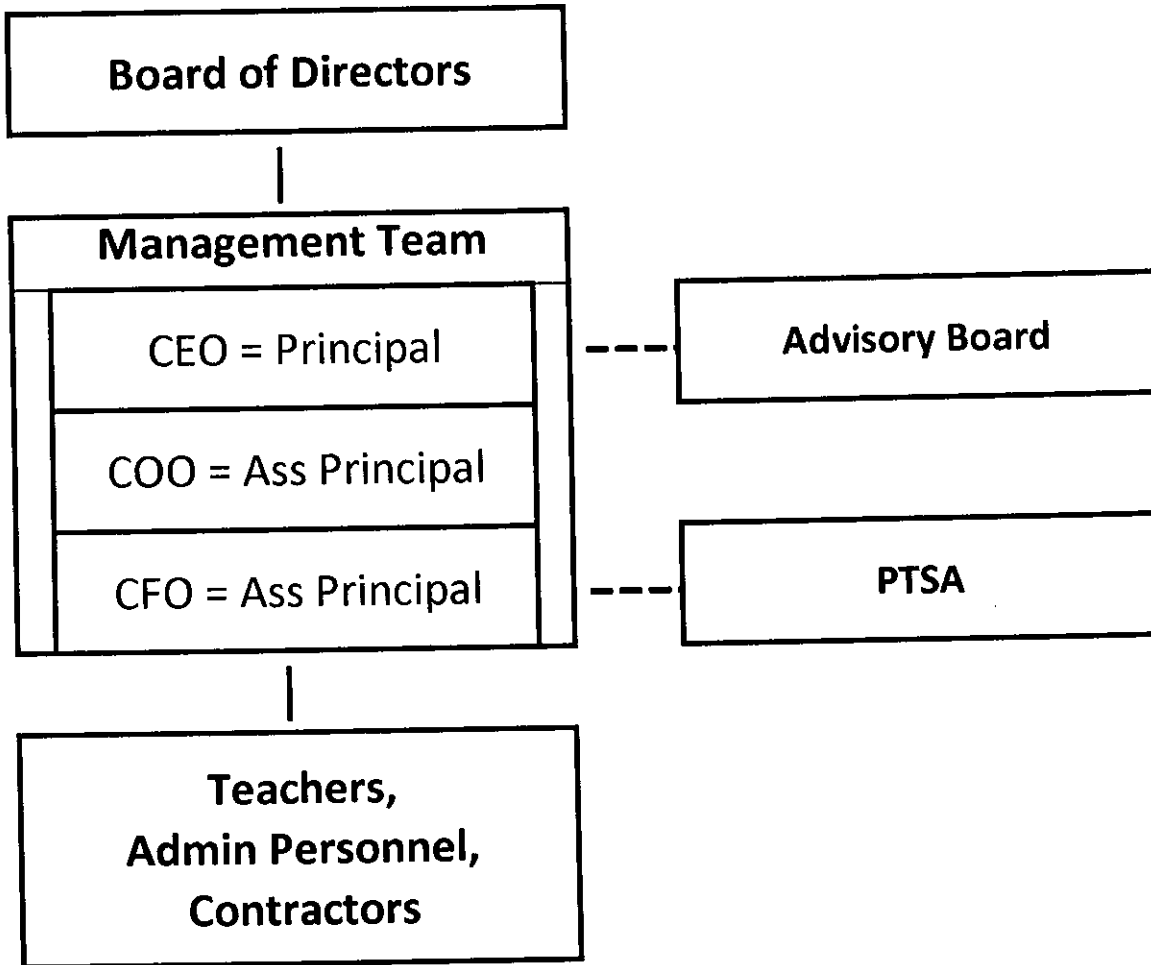 Board of Directors
Management Team
CEO = Principal
Advisory Board
COO = Ass Principal
CFO = Ass Principal
PTSA
Teachers,
Admin Personnel,
Contractors